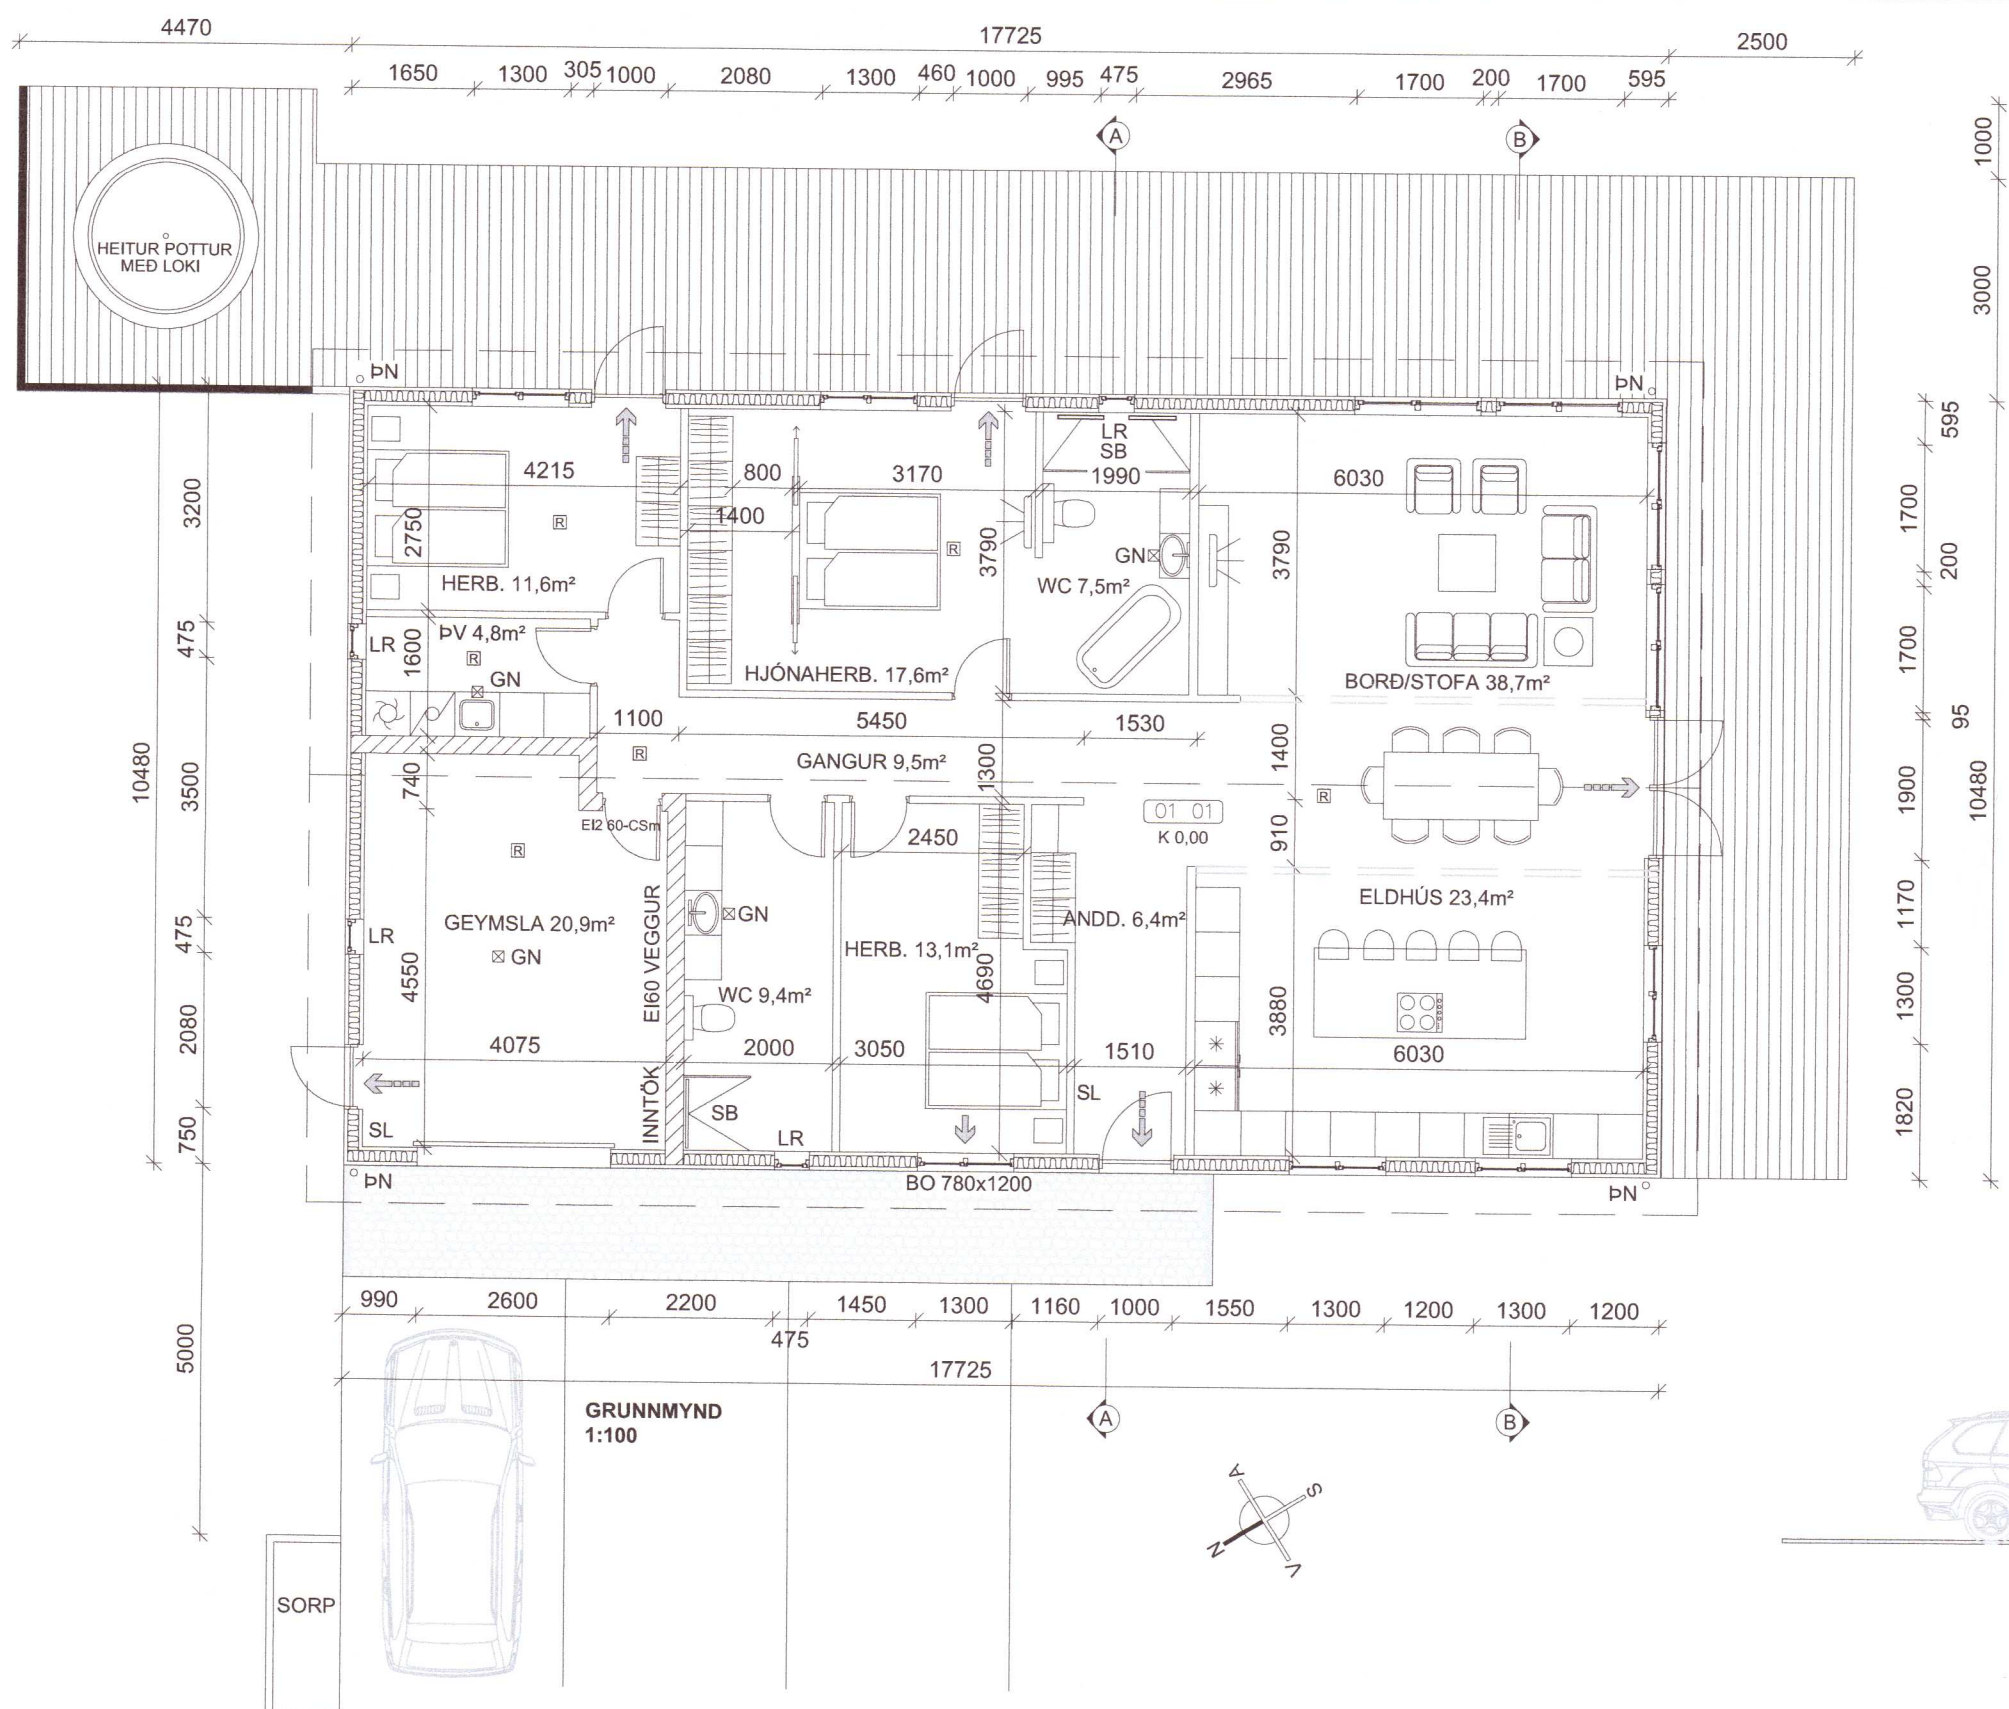 4470 17725 2500
1650 1300 305 1000 2080 1300 460 1000 995 475 2965 1700 200 1700 595
A B
1000
3000
HEITUR POTTUR
MEÐ LOKI
ÞN ÞN
LR
SB
4215 800 3170 1990 6030
1400
R R
2750 3790 3790
GN
HERB. 11,6m²
WC 7,5m²
3200
475
3500
475
2080
750
10480
5000
595
1700
200
1700
95
1900
1170
1300
1820
10480
LR
ÞV 4,8m²
1600
R
GN
HJÓNAHERB. 17,6m²
BORÐ/STOFA 38,7m²
1100 5450 1530
R
GANGUR 9,5m²
1300 1400
740
R
01 01
K 0,00
EI2 60-CSm
R
2450
910
ELDHÚS 23,4m²
GEYMSLA 20,9m²
LR
GN
GN
EI60 VEGGUR
HERB. 13,1m²
ANDD. 6,4m²
4550 4690 3880
WC 9,4m²
4075 2000 3050 1510 6030
INNTÖK
SB
SL
SL
LR
ÞN
BO 780x1200
ÞN
990 2600 2200 1450 1300 1160 1000 1550 1300 1200 1300 1200
475
17725
A B
GRUNNMYND
1:100
A
S
N
V
SORP